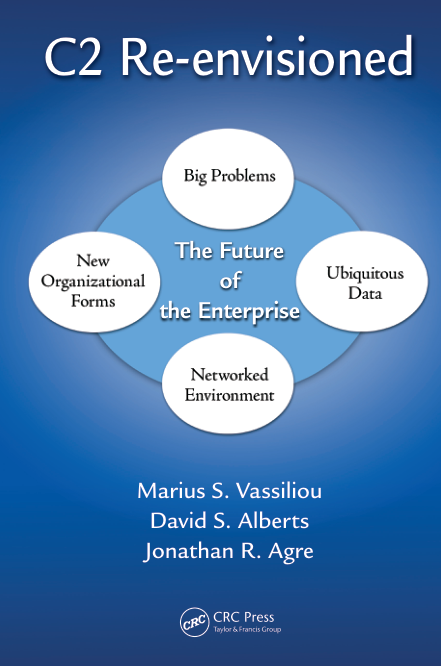 C2 Re-envisioned
Big Problems
New
Organizational
Forms
The Future
of
the Enterprise
Ubiquitous
Data
Networked
Environment
Marius S. Vassiliou
David S. Alberts
Jonathan R. Agre
CRC
CRC Press
Taylor & Francis Group